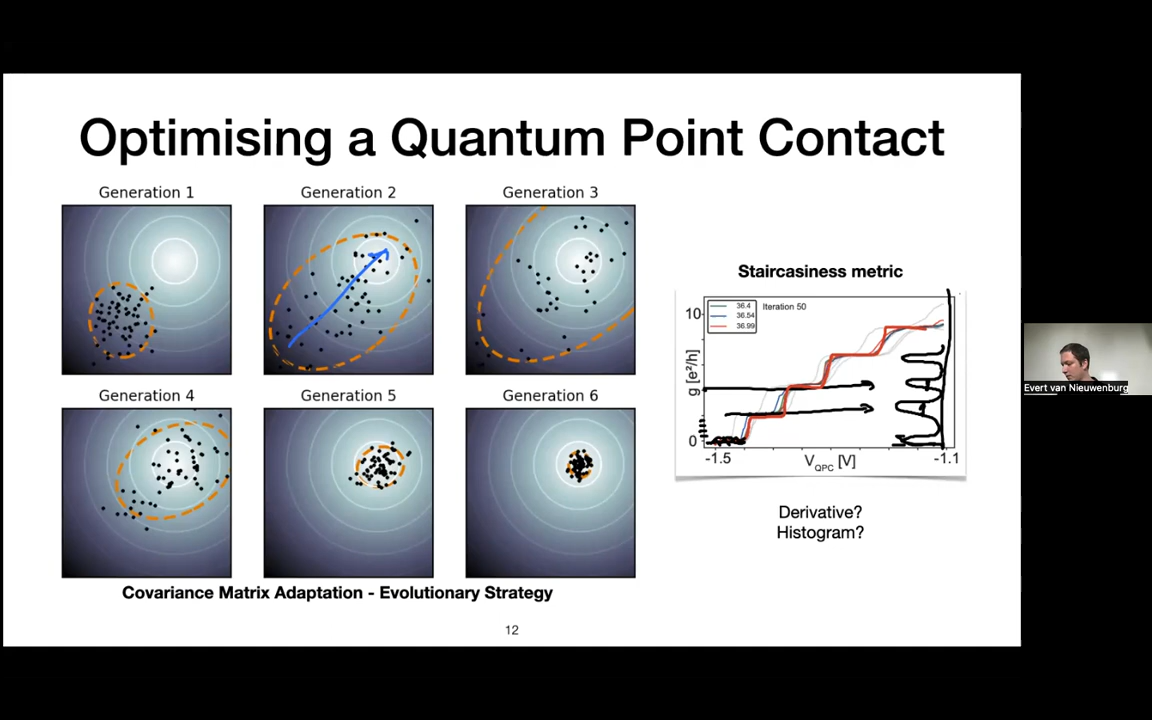 Optimising a Quantum Point Contact
Generation 1
Generation 2
Generation 3
Generation 4
Generation 5
Generation 6
Covariance Matrix Adaptation - Evolutionary Strategy
Staircasiness metric
36.4
36.54
36.99
Iteration 50
10
g [e²/h]
0
-1.5
V_QPC [V]
-1.1
Derivative?
Histogram?
12
Evert van Nieuwenburg